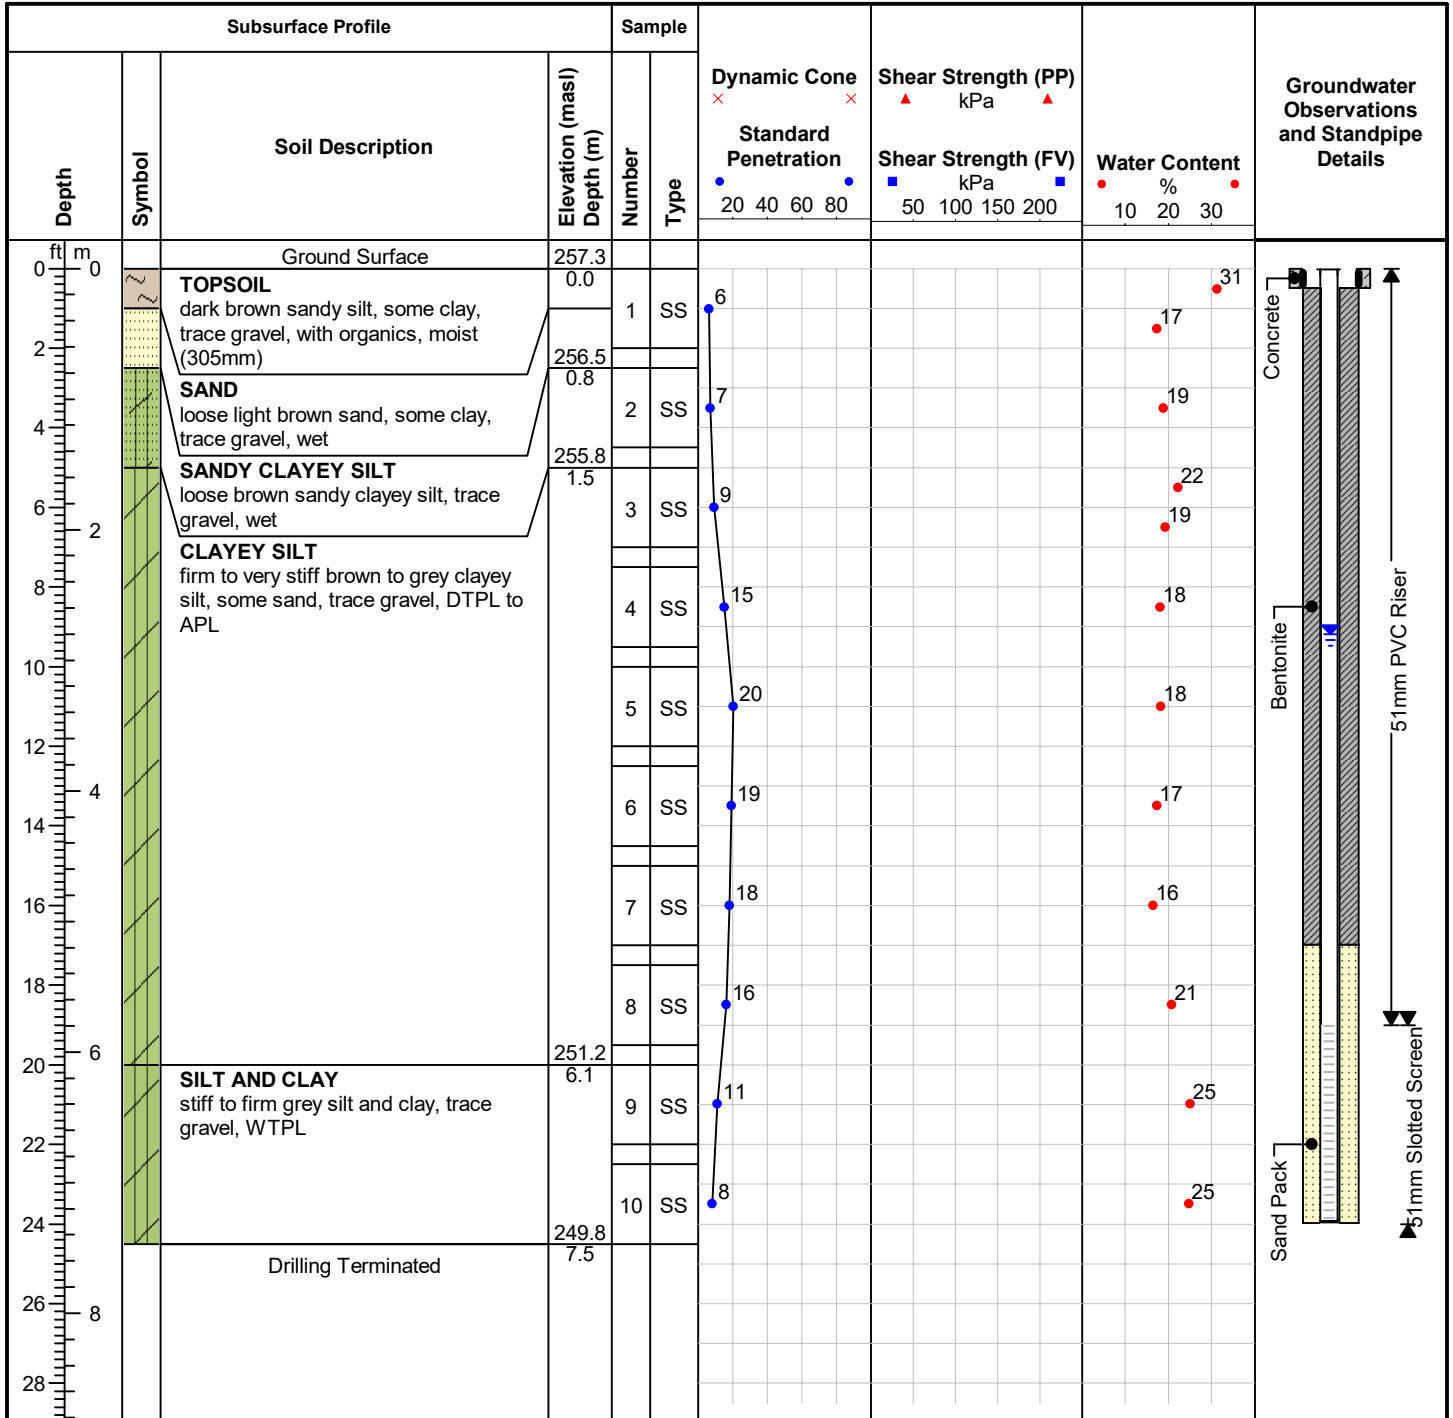 Subsurface Profile
Sample
Depth
Symbol
Soil Description
Elevation (masl)
Depth (m)
Number
Type
Dynamic Cone
Standard
Penetration
20 40 60 80
Shear Strength (PP)
kPa
Shear Strength (FV)
kPa
50 100 150 200
Water Content
%
10 20 30
Groundwater
Observations
and Standpipe
Details
ft m
Ground Surface
257.3
0 0
0.0
TOPSOIL
dark brown sandy silt, some clay,
trace gravel, with organics, moist
(305mm)
1 SS
6
31
17
2
256.5
0.8
SAND
loose light brown sand, some clay,
trace gravel, wet
2 SS
7
19
4
255.8
1.5
SANDY CLAYEY SILT
loose brown sandy clayey silt, trace
gravel, wet
3 SS
9
22
19
6
2
CLAYEY SILT
firm to very stiff brown to grey clayey
silt, some sand, trace gravel, DTPL to
APL
8
4 SS
15
18
10
5 SS
20
18
12
4
6 SS
19
17
14
16
7 SS
18
16
18
8 SS
16
21
20
6
251.2
6.1
SILT AND CLAY
stiff to firm grey silt and clay, trace
gravel, WTPL
9 SS
11
25
22
10 SS
8
25
24
249.8
7.5
Drilling Terminated
26
8
28
Concrete
Bentonite
Sand Pack
51mm PVC Riser
51mm Slotted Screen